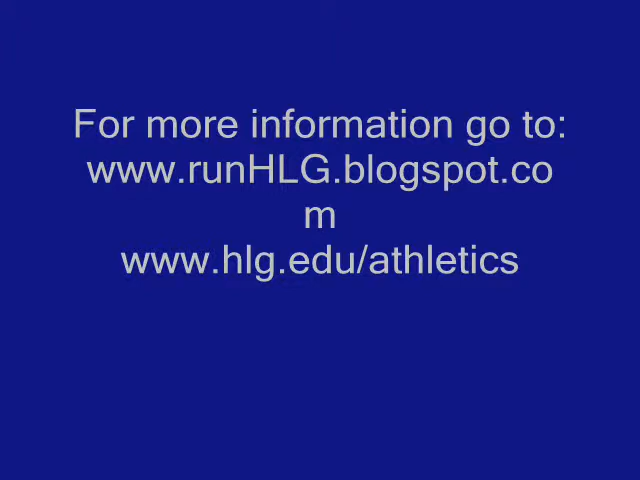 For more information go to:
www.runHLG.blogspot.co
m
www.hlg.edu/athletics